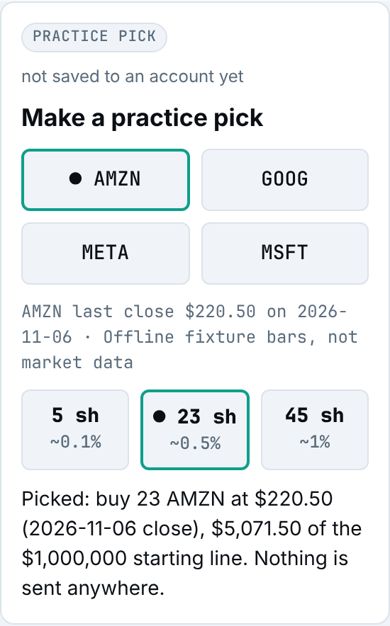 PRACTICE PICK
not saved to an account yet
Make a practice pick
AMZN
GOOG
META
MSFT
AMZN last close $220.50 on 2026-
11-06 · Offline fixture bars, not
market data
5 sh
~0.1%
23 sh
~0.5%
45 sh
~1%
Picked: buy 23 AMZN at $220.50
(2026-11-06 close), $5,071.50 of the
$1,000,000 starting line. Nothing is
sent anywhere.